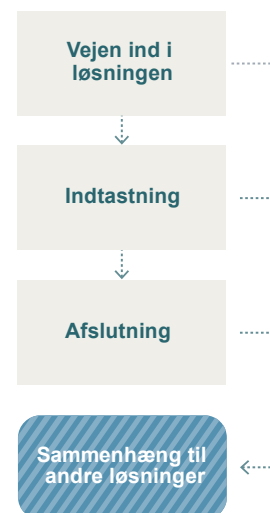 Vejen ind i
løsningen
Indtastning
Afslutning
Sammenhæng til
andre løsninger